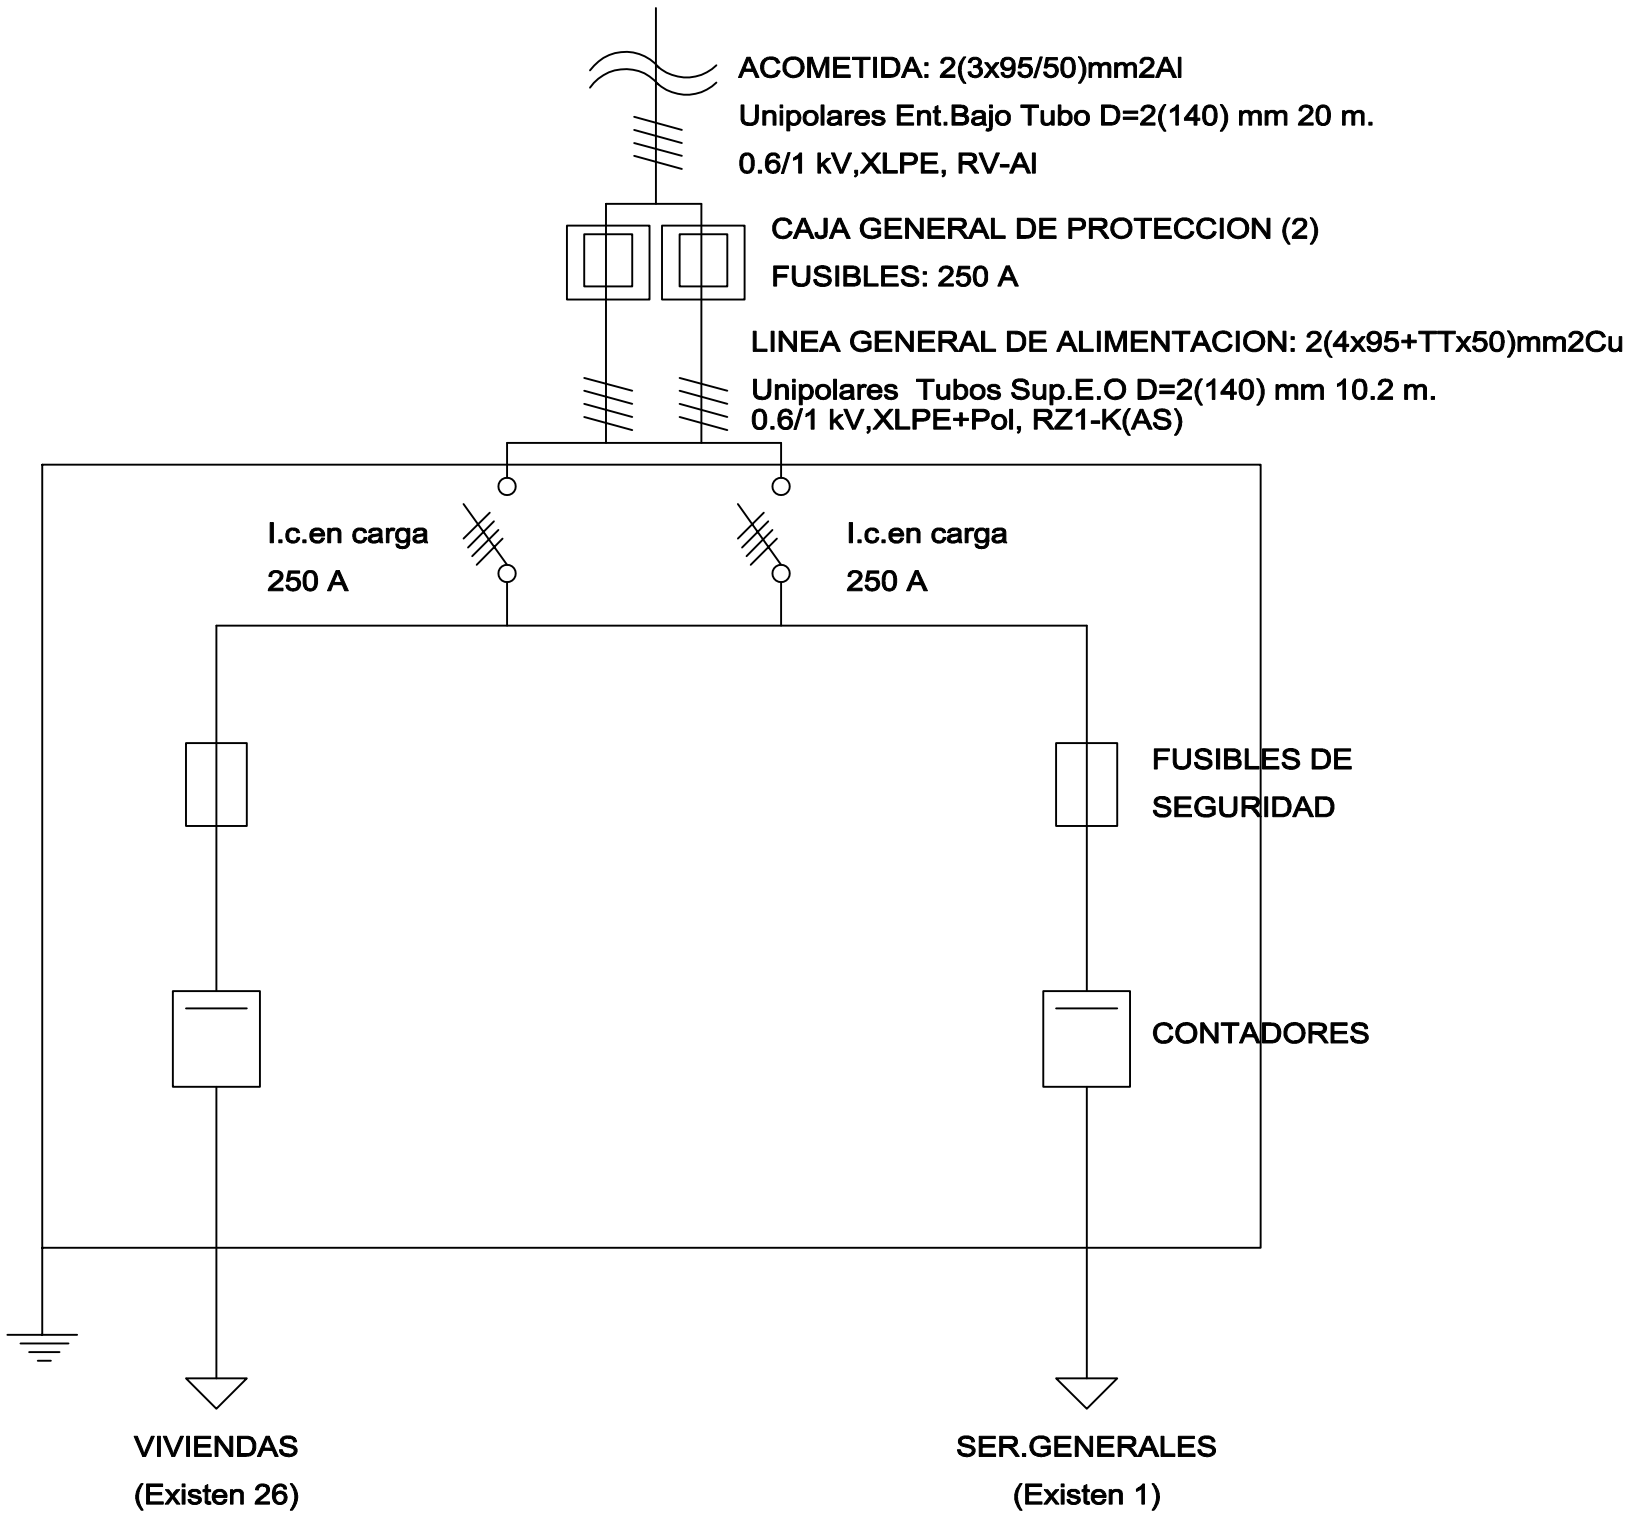 ACOMETIDA: 2(3x95/50)mm2Al
Unipolares Ent.Bajo Tubo D=2(140) mm 20 m.
0.6/1 kV,XLPE, RV-Al
CAJA GENERAL DE PROTECCION (2)
FUSIBLES: 250 A
LINEA GENERAL DE ALIMENTACION: 2(4x95+TTx50)mm2Cu
Unipolares  Tubos Sup.E.O D=2(140) mm 10.2 m.
0.6/1 kV,XLPE+Pol, RZ1-K(AS)
I.c.en carga
250 A
I.c.en carga
250 A
FUSIBLES DE
SEGURIDAD
CONTADORES
VIVIENDAS
(Existen 26)
SER.GENERALES
(Existen 1)